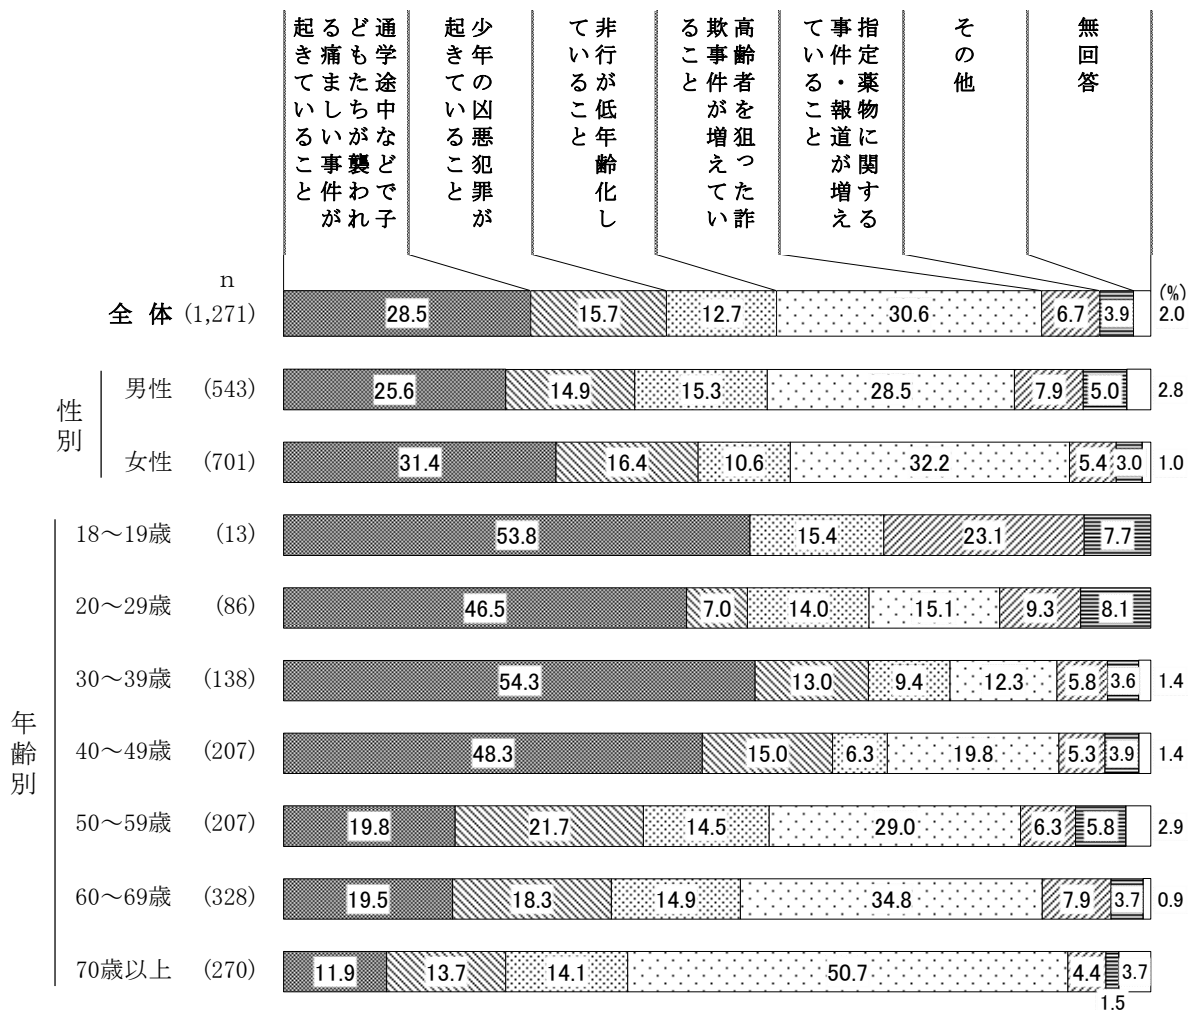 通学途中などで子
どもたちが襲われ
る痛ましい事件が
起きていること
少年の凶悪犯罪が
起きていること
非行が低年齢化し
ていること
高齢者を狙った詐
欺事件が増えてい
ること
指定薬物に関する
事件・報道が増え
ていること
その他
無回答
n
(%)
全 体 (1,271) 28.5 15.7 12.7 30.6 6.7 3.9 2.0
性別
男性 (543) 25.6 14.9 15.3 28.5 7.9 5.0 2.8
女性 (701) 31.4 16.4 10.6 32.2 5.4 3.0 1.0
年齢別
18～19歳 (13) 53.8 15.4 23.1 7.7
20～29歳 (86) 46.5 7.0 14.0 15.1 9.3 8.1
30～39歳 (138) 54.3 13.0 9.4 12.3 5.8 3.6 1.4
40～49歳 (207) 48.3 15.0 6.3 19.8 5.3 3.9 1.4
50～59歳 (207) 19.8 21.7 14.5 29.0 6.3 5.8 2.9
60～69歳 (328) 19.5 18.3 14.9 34.8 7.9 3.7 0.9
70歳以上 (270) 11.9 13.7 14.1 50.7 4.4 1.5 3.7